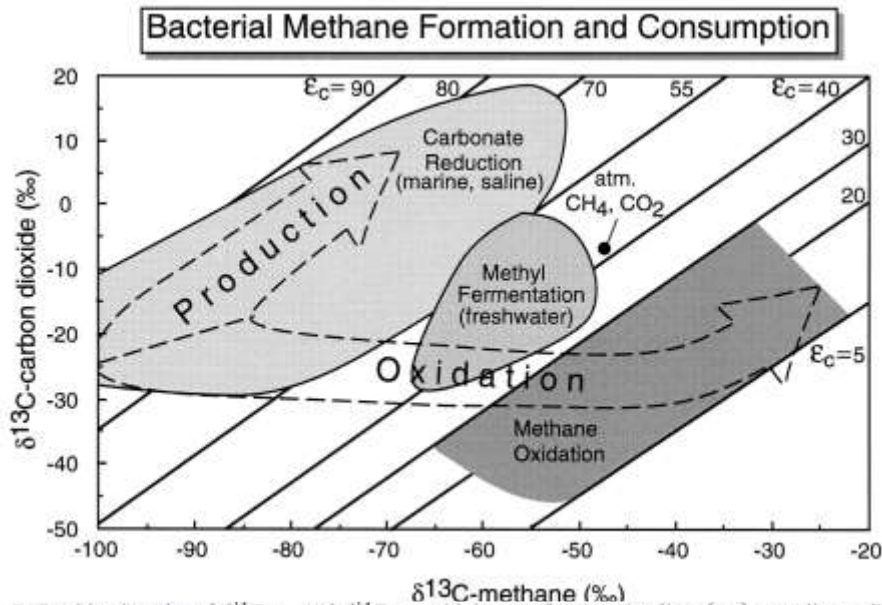 Bacterial Methane Formation and Consumption
εc= 90
80
70
55
εc= 40
30
20
εc= 5
20
10
0
-10
-20
-30
-40
-50
δ13C-carbon dioxide (‰)
Carbonate
Reduction
(marine, saline)
atm.
CH4, CO2
Production
Methyl
Fermentation
(freshwater)
Oxidation
Methane
Oxidation
-100
-90
-80
-70
-60
-50
-40
-30
-20
δ13C-methane (‰)